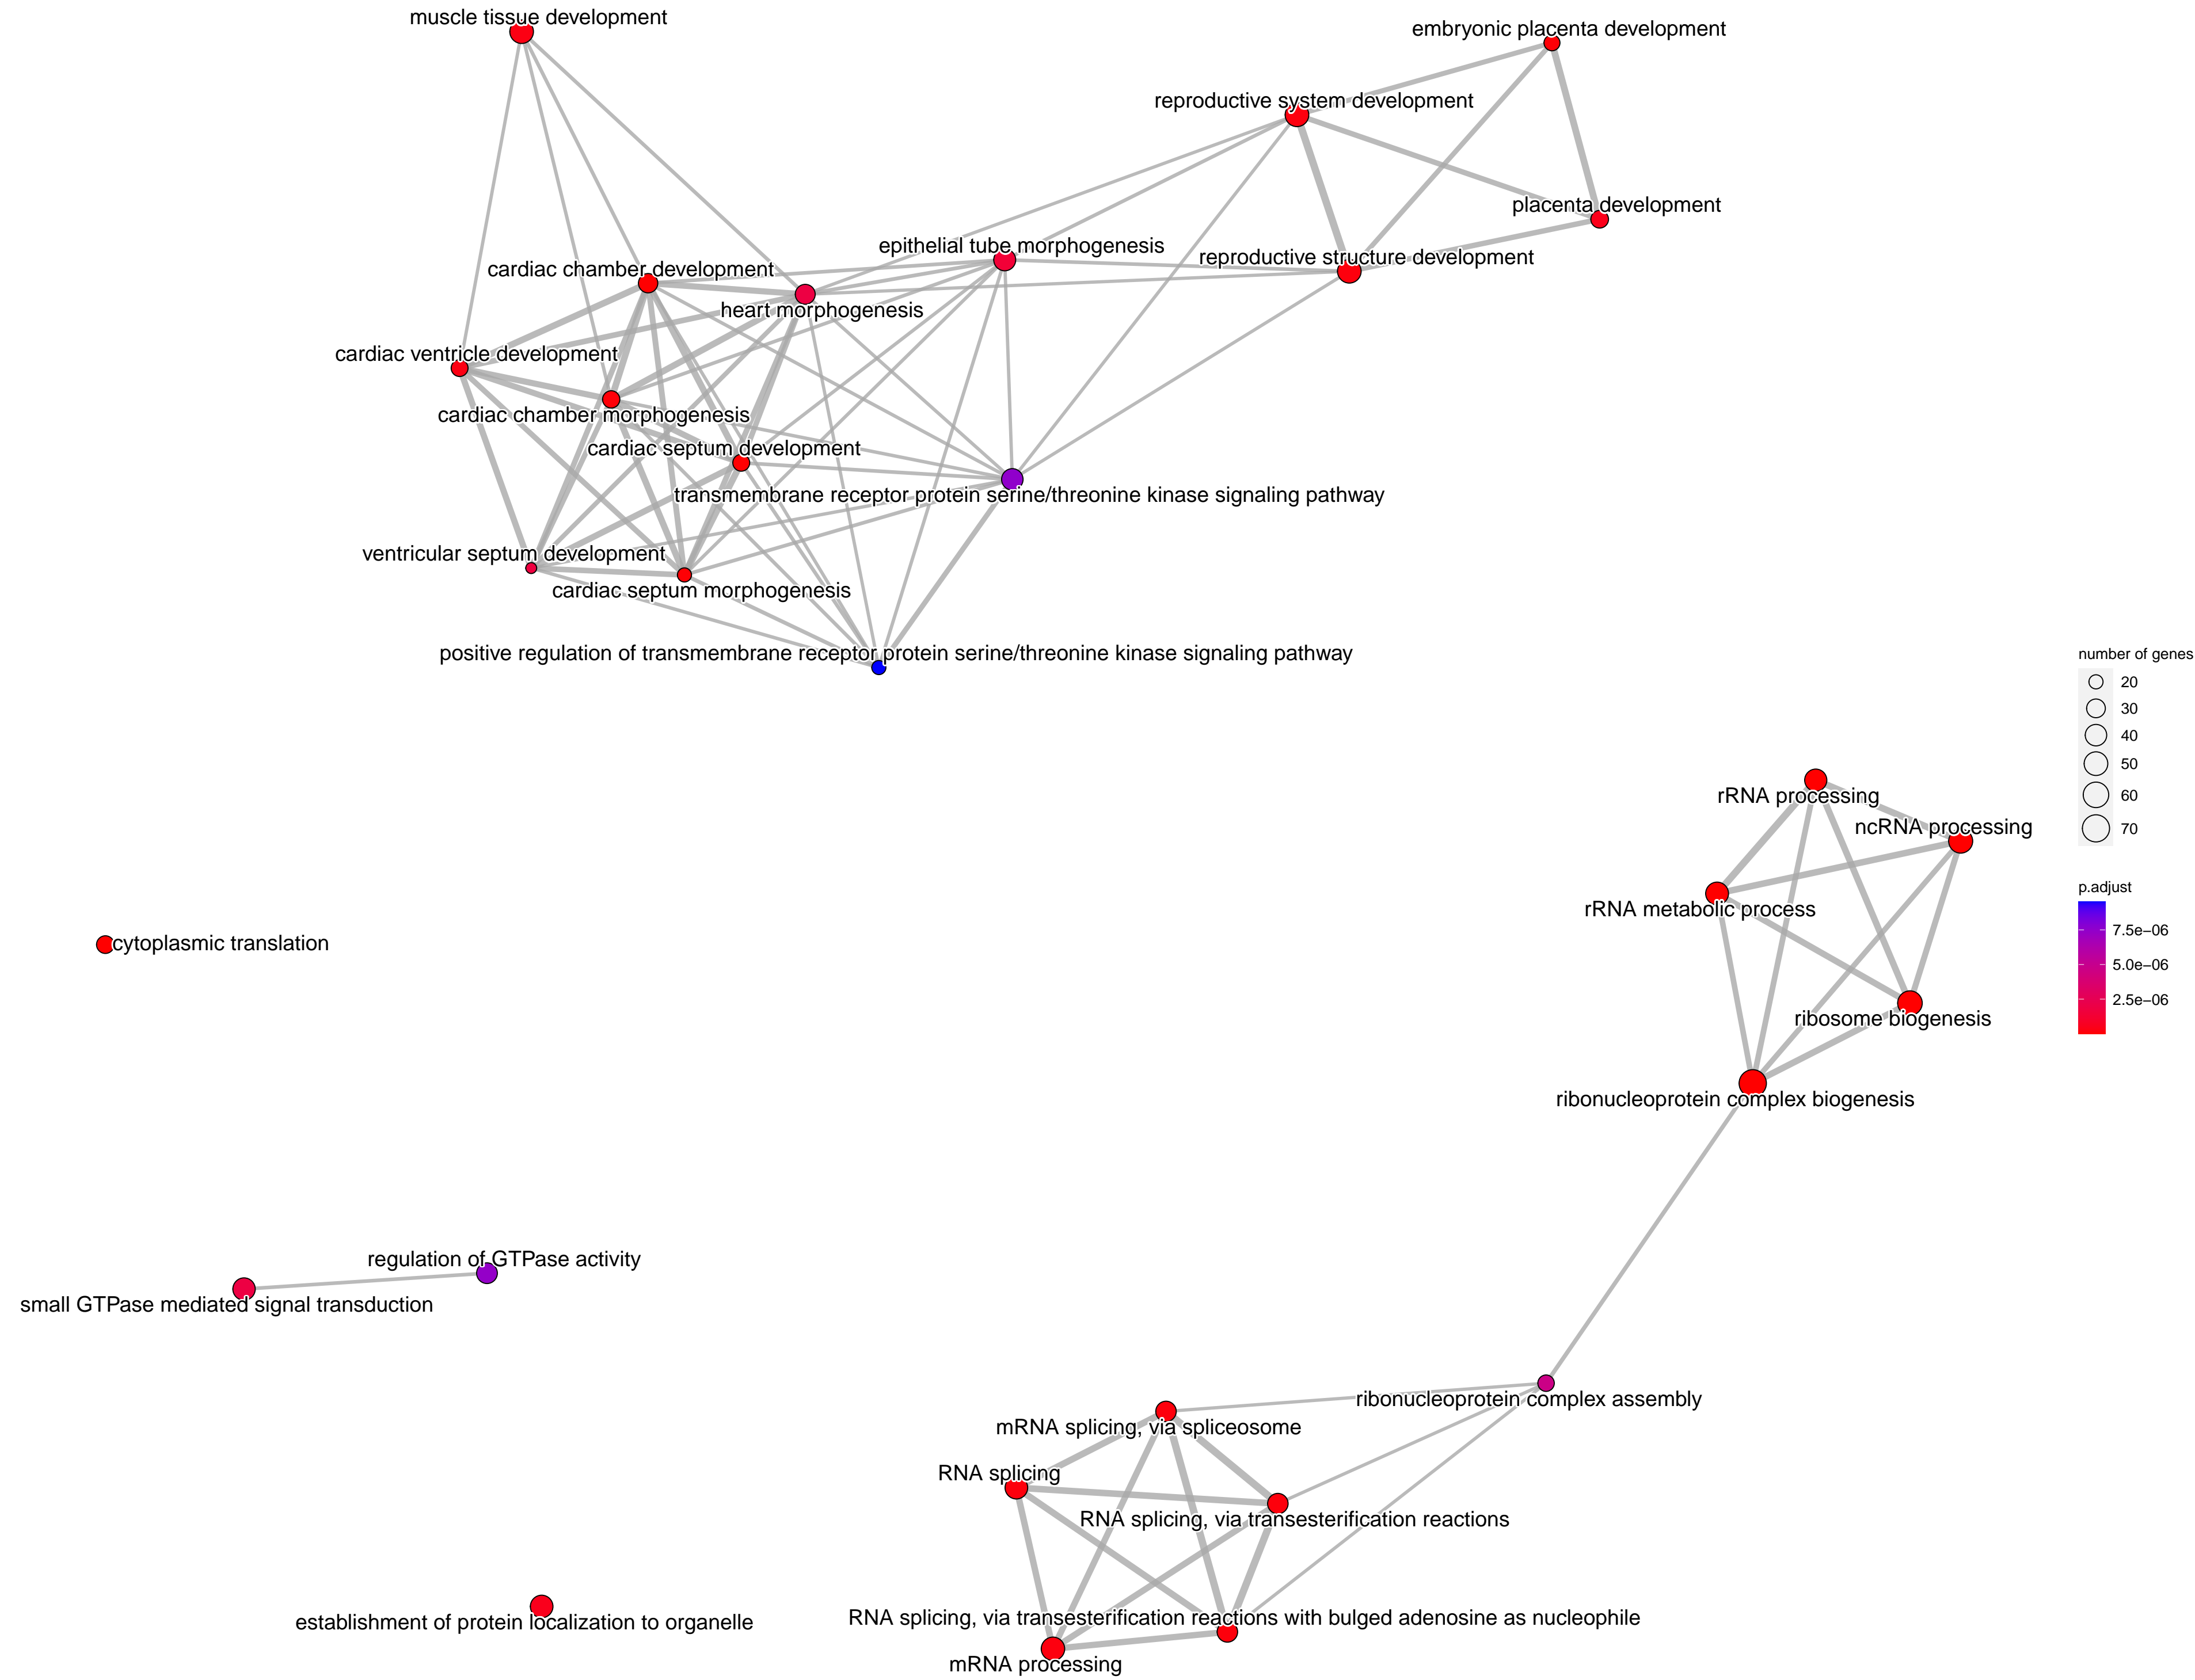 muscle tissue development
embryonic placenta development
reproductive system development
placenta development
epithelial tube morphogenesis
reproductive structure development
cardiac chamber development
heart morphogenesis
cardiac ventricle development
cardiac chamber morphogenesis
cardiac septum development
transmembrane receptor protein serine/threonine kinase signaling pathway
ventricular septum development
cardiac septum morphogenesis
positive regulation of transmembrane receptor protein serine/threonine kinase signaling pathway
number of genes
20
30
40
50
60
70
rRNA processing
ncRNA processing
p.adjust
7.5e−06
5.0e−06
2.5e−06
rRNA metabolic process
cytoplasmic translation
ribosome biogenesis
ribonucleoprotein complex biogenesis
regulation of GTPase activity
small GTPase mediated signal transduction
ribonucleoprotein complex assembly
mRNA splicing, via spliceosome
RNA splicing
RNA splicing, via transesterification reactions
RNA splicing, via transesterification reactions with bulged adenosine as nucleophile
establishment of protein localization to organelle
mRNA processing